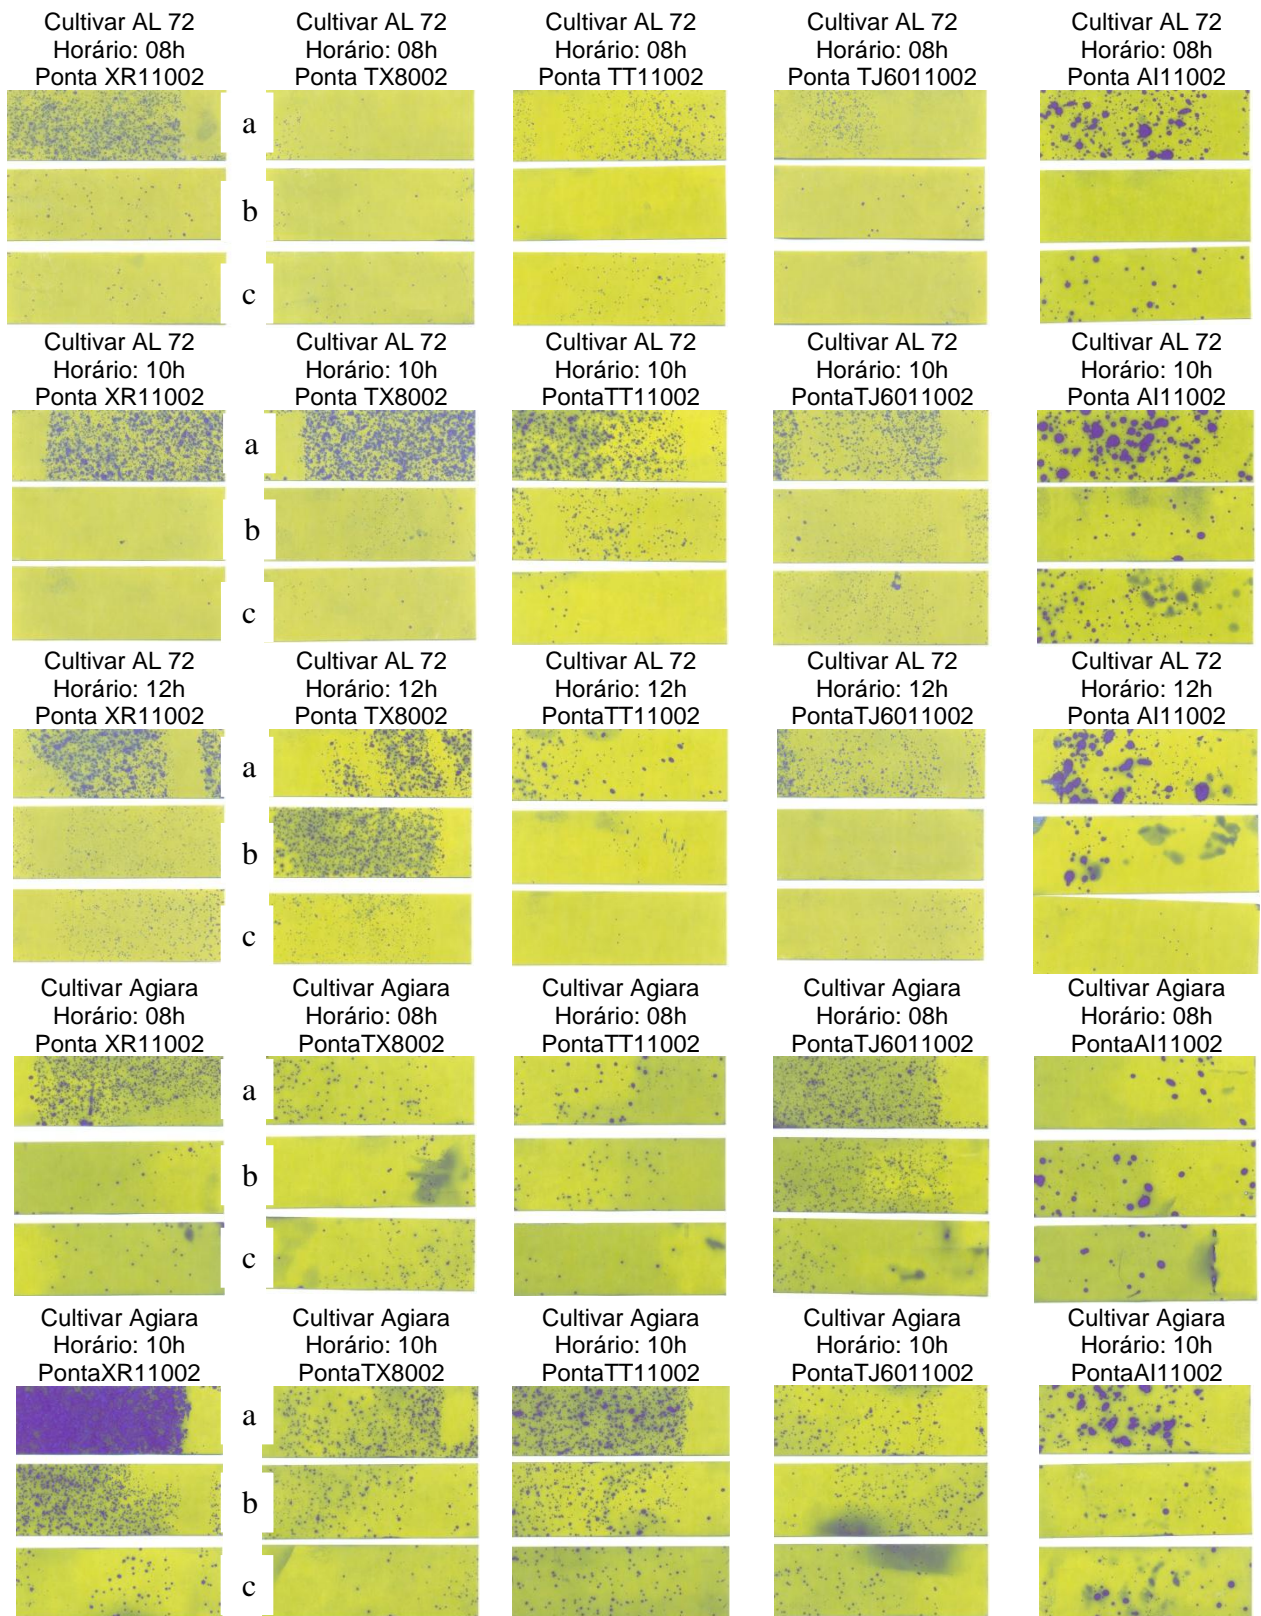 Cultivar AL 72 Cultivar AL 72 Cultivar AL 72 Cultivar AL 72 Cultivar AL 72
Horário: 08h Horário: 08h Horário: 08h Horário: 08h Horário: 08h
Ponta XR11002 Ponta TX8002 Ponta TT11002 Ponta TJ6011002 Ponta AI11002
a
b
c
Cultivar AL 72 Cultivar AL 72 Cultivar AL 72 Cultivar AL 72 Cultivar AL 72
Horário: 10h Horário: 10h Horário: 10h Horário: 10h Horário: 10h
Ponta XR11002 Ponta TX8002 PontaTT11002 PontaTJ6011002 Ponta AI11002
a
b
c
Cultivar AL 72 Cultivar AL 72 Cultivar AL 72 Cultivar AL 72 Cultivar AL 72
Horário: 12h Horário: 12h Horário: 12h Horário: 12h Horário: 12h
Ponta XR11002 Ponta TX8002 PontaTT11002 PontaTJ6011002 Ponta AI11002
a
b
c
Cultivar Agiara Cultivar Agiara Cultivar Agiara Cultivar Agiara Cultivar Agiara
Horário: 08h Horário: 08h Horário: 08h Horário: 08h Horário: 08h
Ponta XR11002 PontaTX8002 PontaTT11002 PontaTJ6011002 PontaAI11002
a
b
c
Cultivar Agiara Cultivar Agiara Cultivar Agiara Cultivar Agiara Cultivar Agiara
Horário: 10h Horário: 10h Horário: 10h Horário: 10h Horário: 10h
PontaXR11002 PontaTX8002 PontaTT11002 PontaTJ6011002 PontaAI11002
a
b
c